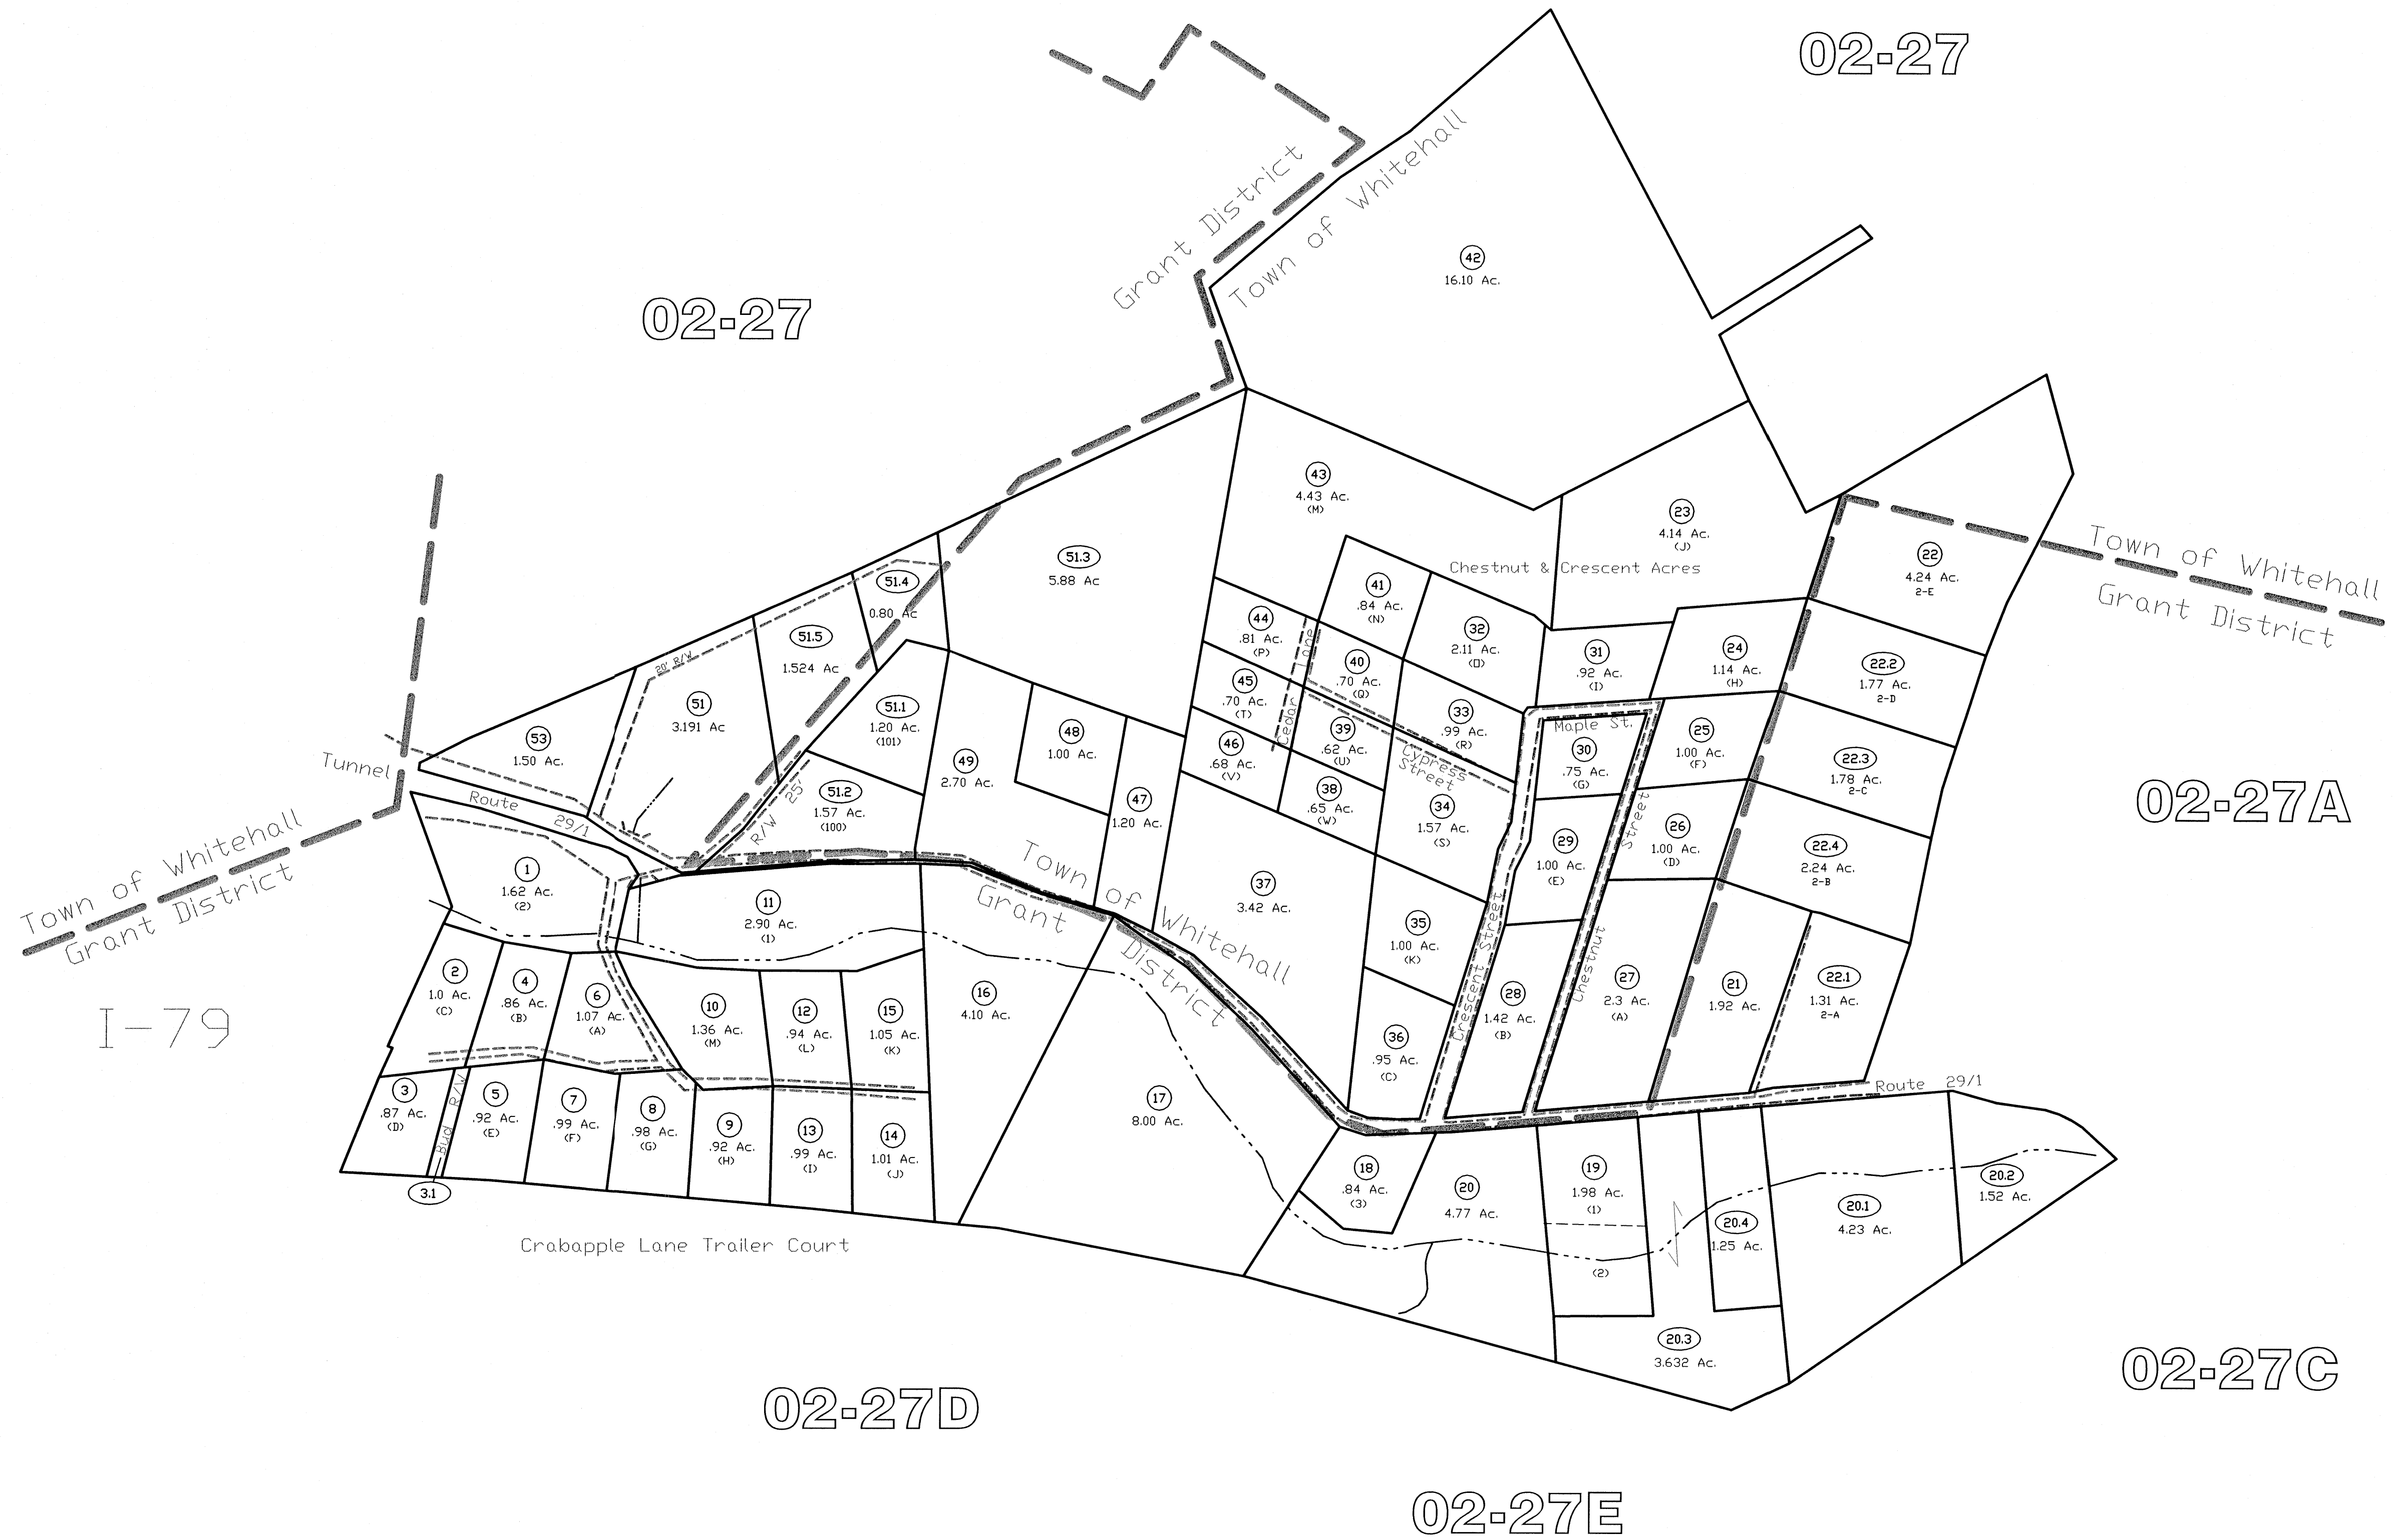 02-27
Grant District
Town of Whitehall
42
16.10 Ac.
02-27
43
4.43 Ac.
(M)
23
4.14 Ac.
(J)
Chestnut & Crescent Acres
Town of Whitehall
Grant District
22
4.24 Ac.
2-E
51.3
5.88 Ac
51.4
0.80 Ac
51.5
1.524 Ac
20' R/W
51
3.191 Ac
53
1.50 Ac.
Tunnel
Route 29/1
51.1
1.20 Ac.
(101)
51.2
1.57 Ac.
(100)
R/W 25'
49
2.70 Ac.
48
1.00 Ac.
47
1.20 Ac.
44
.81 Ac.
(P)
45
.70 Ac.
(T)
46
.68 Ac.
(V)
Cedar Lane
41
.84 Ac.
(N)
40
.70 Ac.
(Q)
39
.62 Ac.
(U)
38
.65 Ac.
(W)
32
2.11 Ac.
(O)
33
.99 Ac.
(R)
Cypress
Street
34
1.57 Ac.
(S)
31
.92 Ac.
(I)
24
1.14 Ac.
(H)
Maple St.
30
.75 Ac.
(G)
25
1.00 Ac.
(F)
29
1.00 Ac.
(E)
26
1.00 Ac.
(D)
22.2
1.77 Ac.
2-D
22.3
1.78 Ac.
2-C
22.4
2.24 Ac.
2-B
02-27A
Town of Whitehall
Grant District
1
1.62 Ac.
(2)
11
2.90 Ac.
(1)
Town of Whitehall
Grant District
37
3.42 Ac.
35
1.00 Ac.
(K)
36
.95 Ac.
(C)
Crescent Street
28
1.42 Ac.
(B)
Chestnut Street
27
2.3 Ac.
(A)
21
1.92 Ac.
22.1
1.31 Ac.
2-A
Route 29/1
I-79
2
1.0 Ac.
(C)
4
.86 Ac.
(B)
6
1.07 Ac.
(A)
10
1.36 Ac.
(M)
12
.94 Ac.
(L)
15
1.05 Ac.
(K)
16
4.10 Ac.
17
8.00 Ac.
3
.87 Ac.
(D)
R/W
3.1
5
.92 Ac.
(E)
7
.99 Ac.
(F)
8
.98 Ac.
(G)
9
.92 Ac.
(H)
13
.99 Ac.
(I)
14
1.01 Ac.
(J)
18
.84 Ac.
(3)
20
4.77 Ac.
19
1.98 Ac.
(1)
(2)
20.4
1.25 Ac.
20.1
4.23 Ac.
20.2
1.52 Ac.
20.3
3.632 Ac.
Crabapple Lane Trailer Court
02-27C
02-27D
02-27E